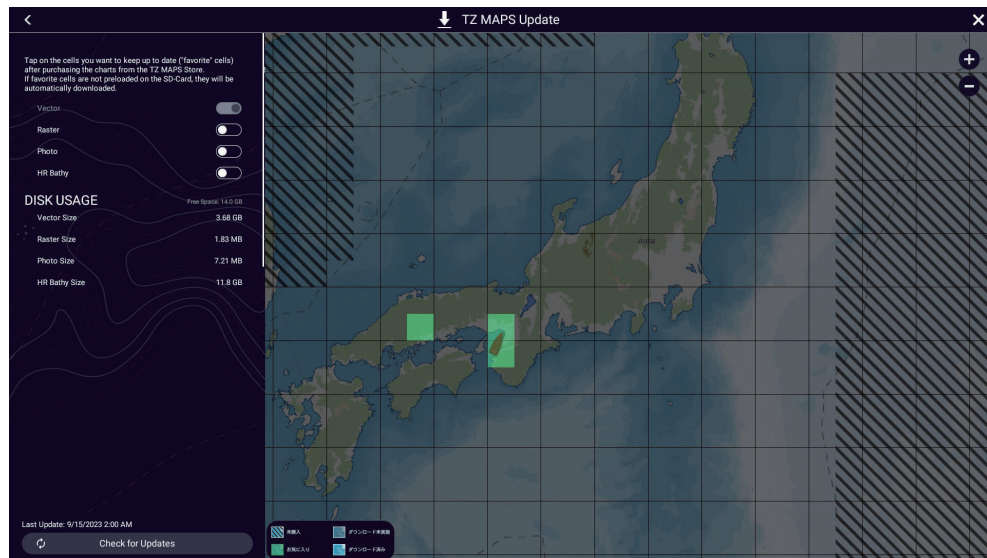 TZ MAPS Update
Tap on the cells you want to keep up to date ("favorite" cells)
after purchasing the charts from the TZ MAPS Store.
If favorite cells are not preloaded on the SD-Card, they will be
automatically downloaded.
Vector
Raster
Photo
HR Bathy
DISK USAGE
Free Space: 14.0 GB
Vector Size
3.68 GB
Raster Size
1.83 MB
Photo Size
7.21 MB
HR Bathy Size
11.8 GB
Last Update: 9/15/2023 2:00 AM
Check for Updates
未購入
ダウンロード未実施
お気に入り
ダウンロード済み